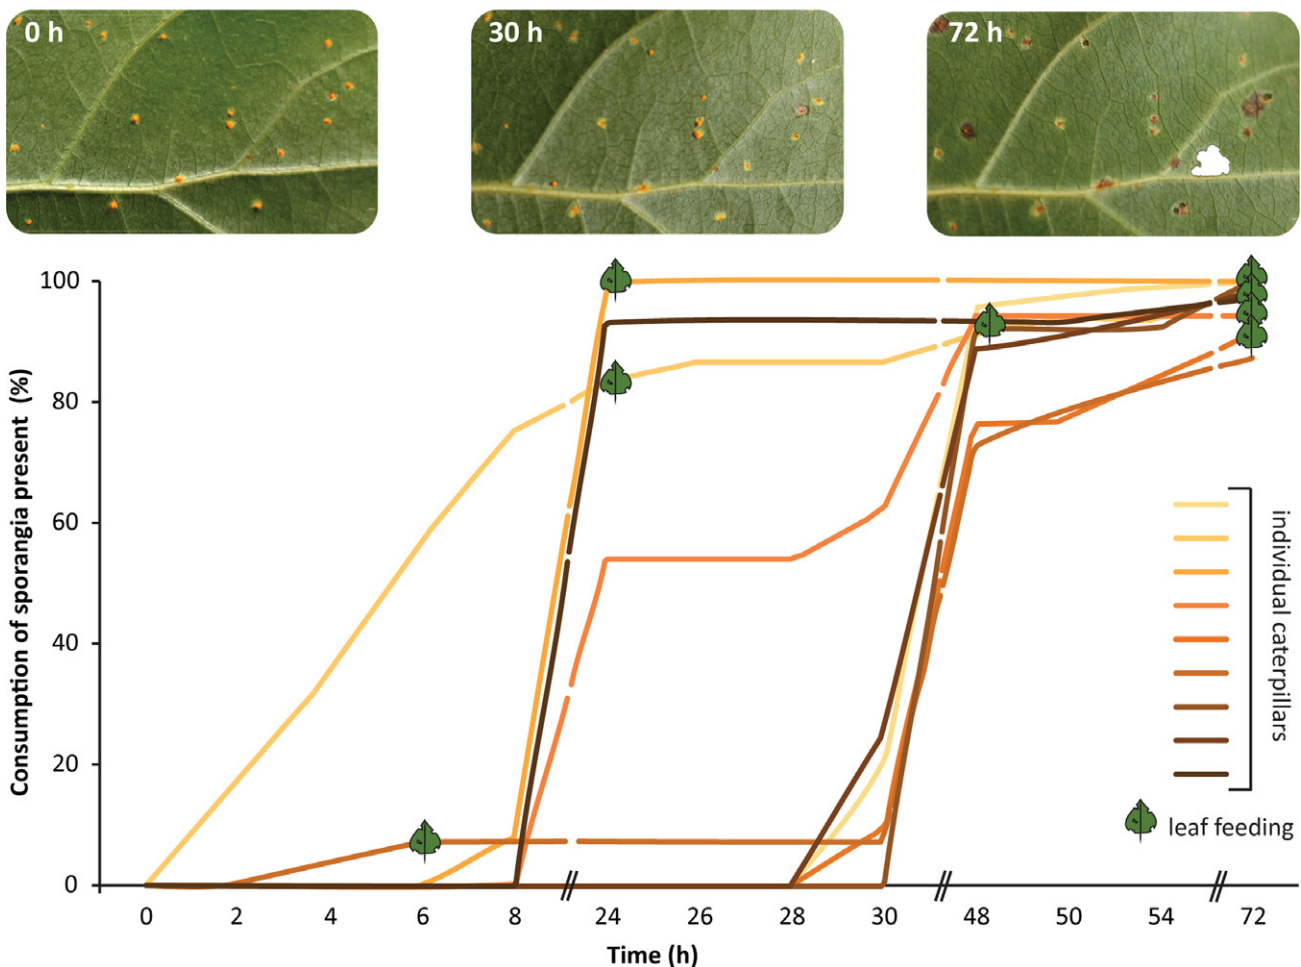 0 h
30 h
72 h
Consumption of sporangia present (%)
100
80
60
40
20
0
0 2 4 6 8 24 26 28 30 48 50 54 72
Time (h)
individual caterpillars
leaf feeding